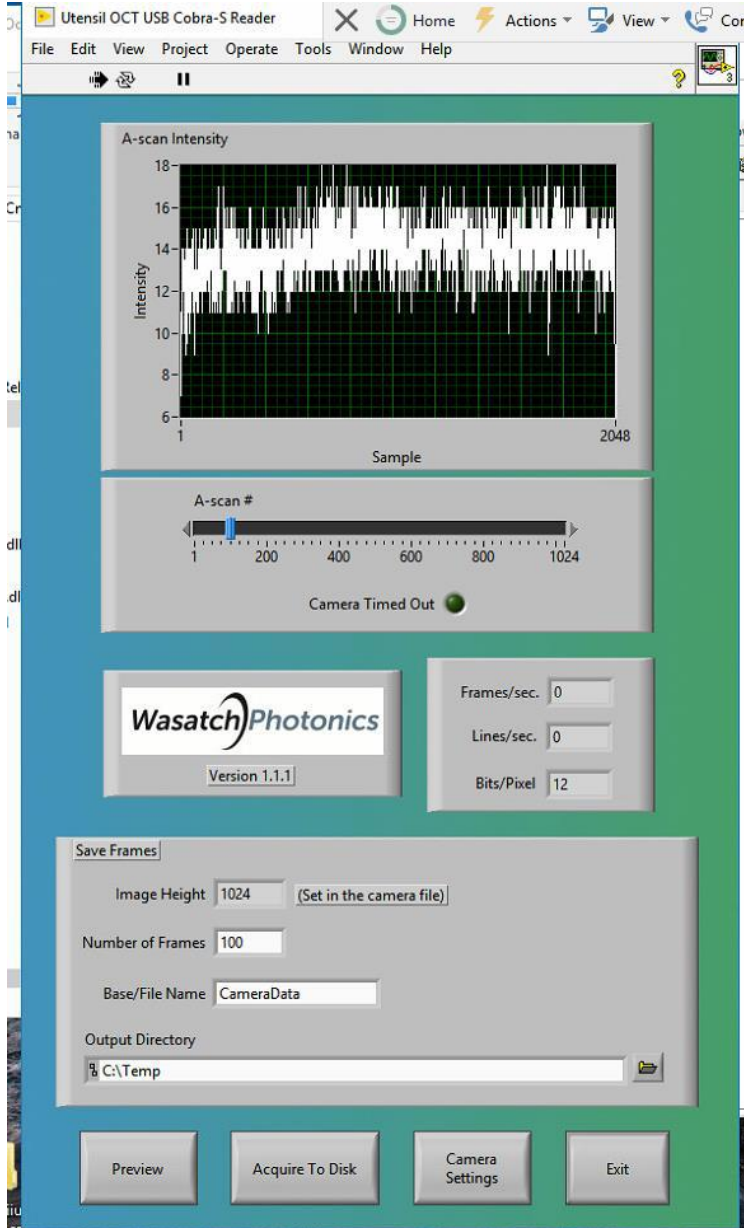 Utensil OCT USB Cobra-S Reader
Home Actions View Cor
File Edit View Project Operate Tools Window Help
3
A-scan Intensity
18
16
14
12
10
8
6
Intensity
1 2048
Sample
A-scan #
1 200 400 600 800 1024
Camera Timed Out
Wasatch Photonics
Version 1.1.1
Frames/sec. 0
Lines/sec. 0
Bits/Pixel 12
Save Frames
Image Height 1024 (Set in the camera file)
Number of Frames 100
Base/File Name CameraData
Output Directory
C:\Temp
Preview Acquire To Disk Camera Settings Exit